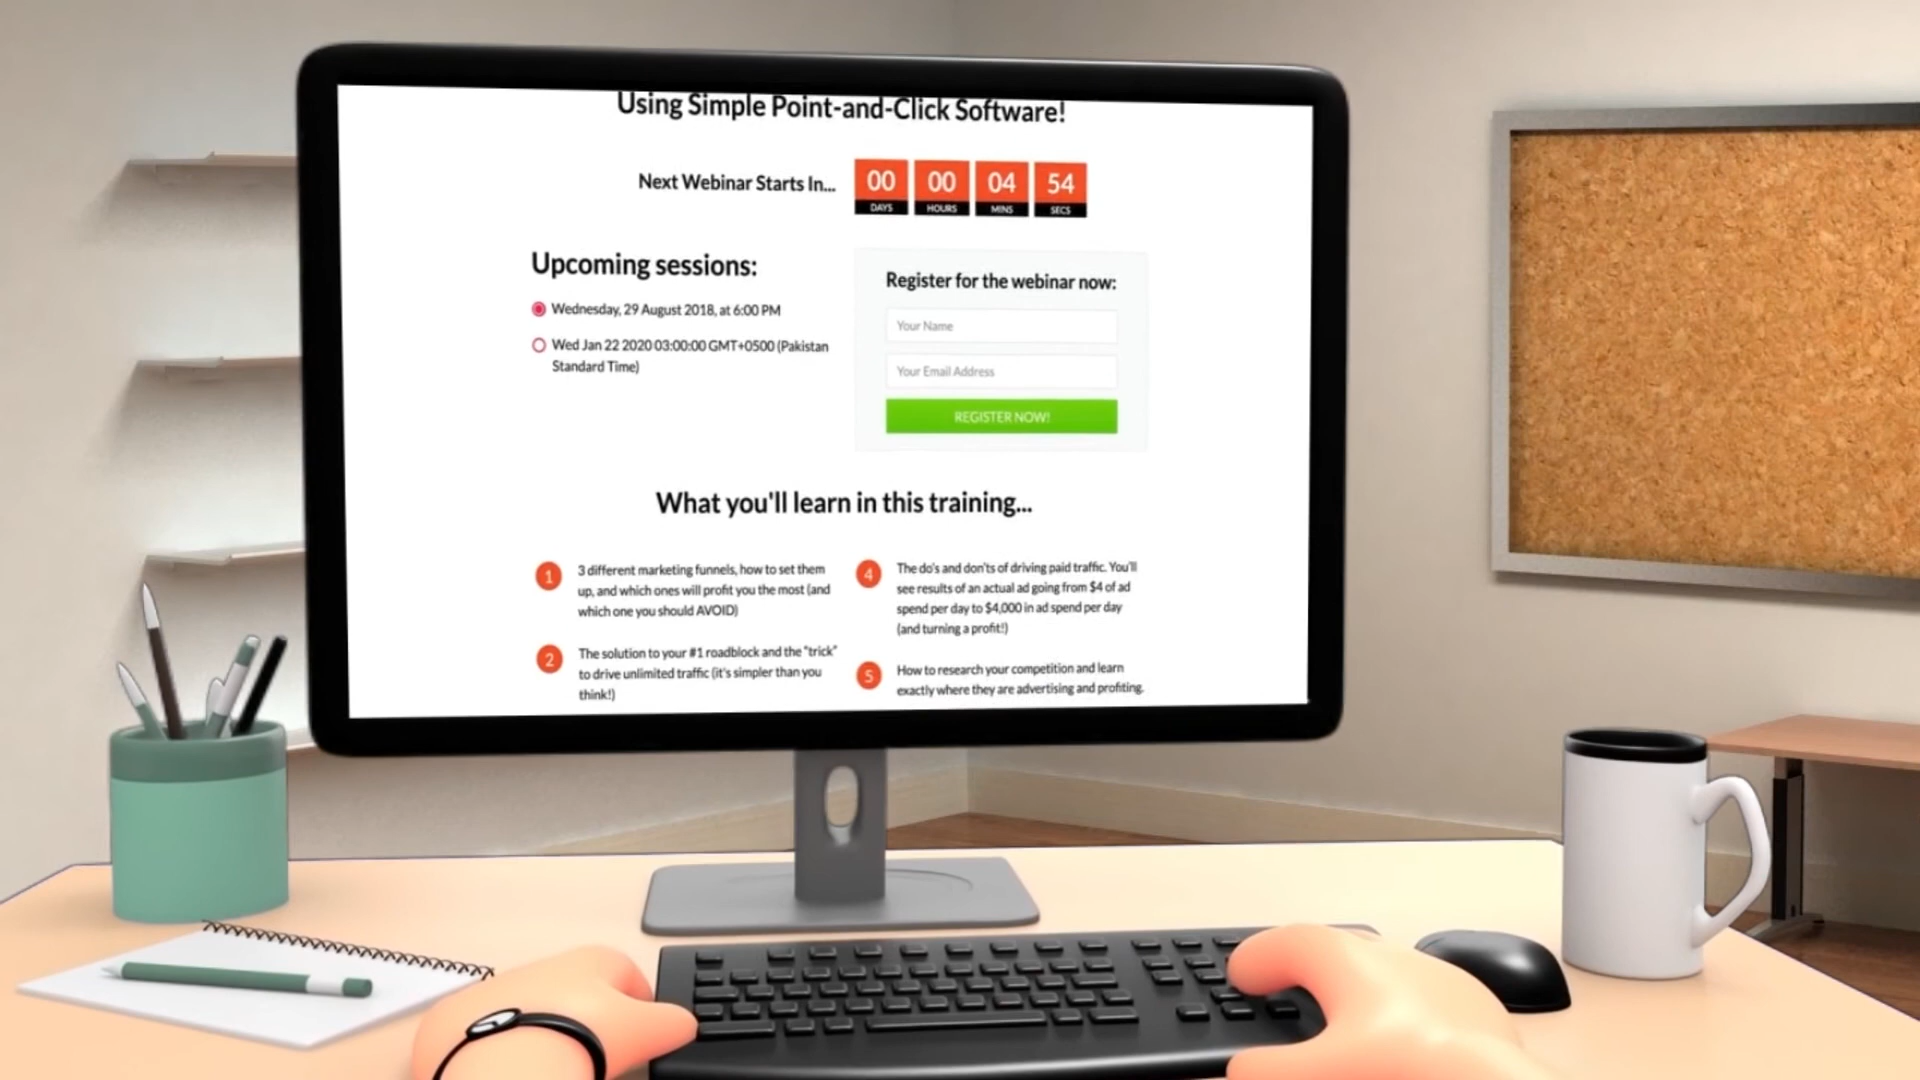 Using Simple Point-and-Click Software!
Next Webinar Starts In...
00 00 04 54
DAYS HOURS MINS SECS
Upcoming sessions:
Wednesday, 29 August 2018, at 6:00 PM
Wed Jan 22 2020 03:00:00 GMT+0500 (Pakistan
Standard Time)
Register for the webinar now:
Your Name
Your Email Address
REGISTER NOW!
What you'll learn in this training...
1
3 different marketing funnels, how to set them
up, and which ones will profit you the most (and
which one you should AVOID)
2
The solution to your #1 roadblock and the "trick"
to drive unlimited traffic (it's simpler than you
think!)
4
The do's and don'ts of driving paid traffic. You'll
see results of an actual ad going from $4 of ad
spend per day to $4,000 in ad spend per day
(and turning a profit!)
5
How to research your competition and learn
exactly where they are advertising and profiting.